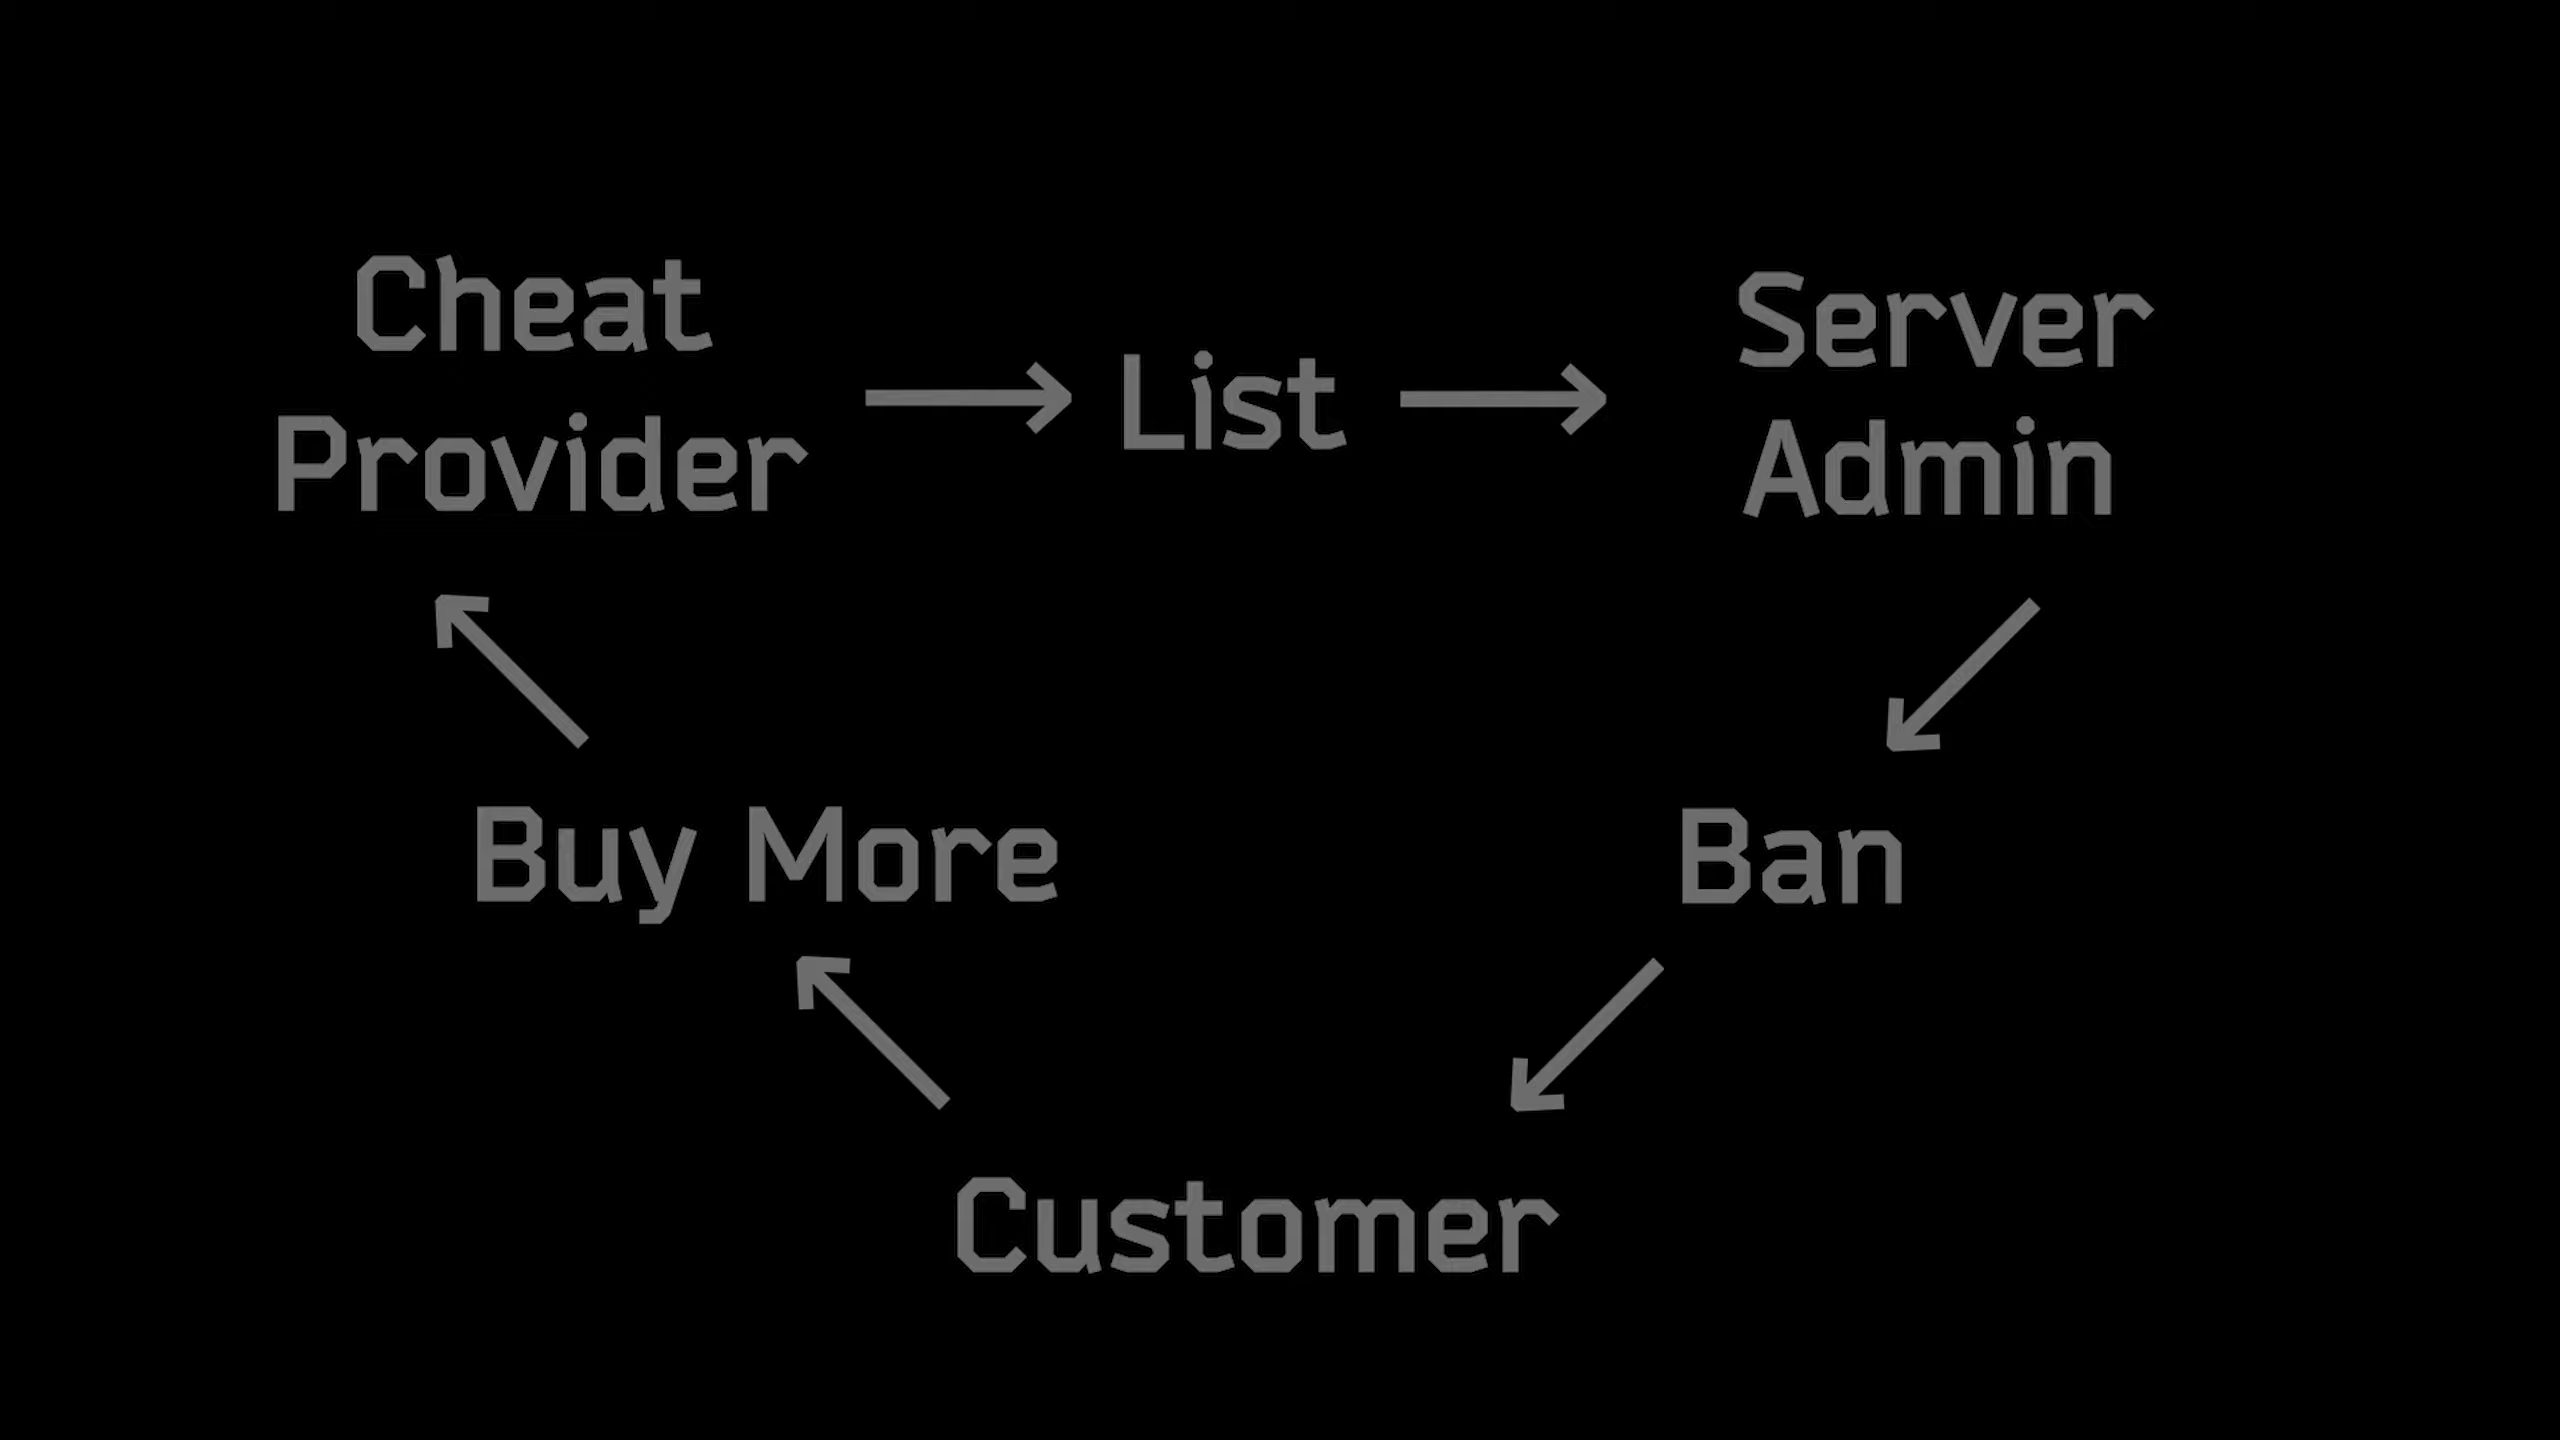 Cheat
Provider
List
Server
Admin
Buy More
Ban
Customer